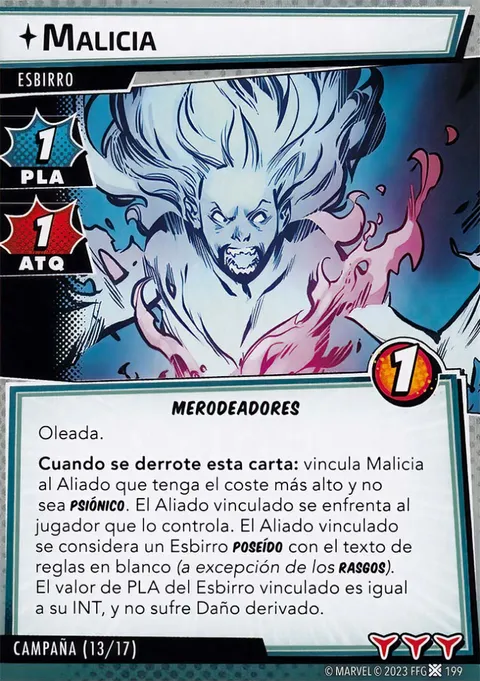 Malicia
ESBIRRO
1
PLA
1
ATQ
1
MERODEADORES
Oleada.
Cuando se derrote esta carta: vincula Malicia
al Aliado que tenga el coste más alto y no
sea PSIÓNICO. El Aliado vinculado se enfrenta al
jugador que lo controla. El Aliado vinculado
se considera un Esbirro POSEÍDO con el texto de
reglas en blanco (a excepción de los RASGOS).
El valor de PLA del Esbirro vinculado es igual
a su INT, y no sufre Daño derivado.
CAMPAÑA (13/17)
© MARVEL © 2023 FFG 199